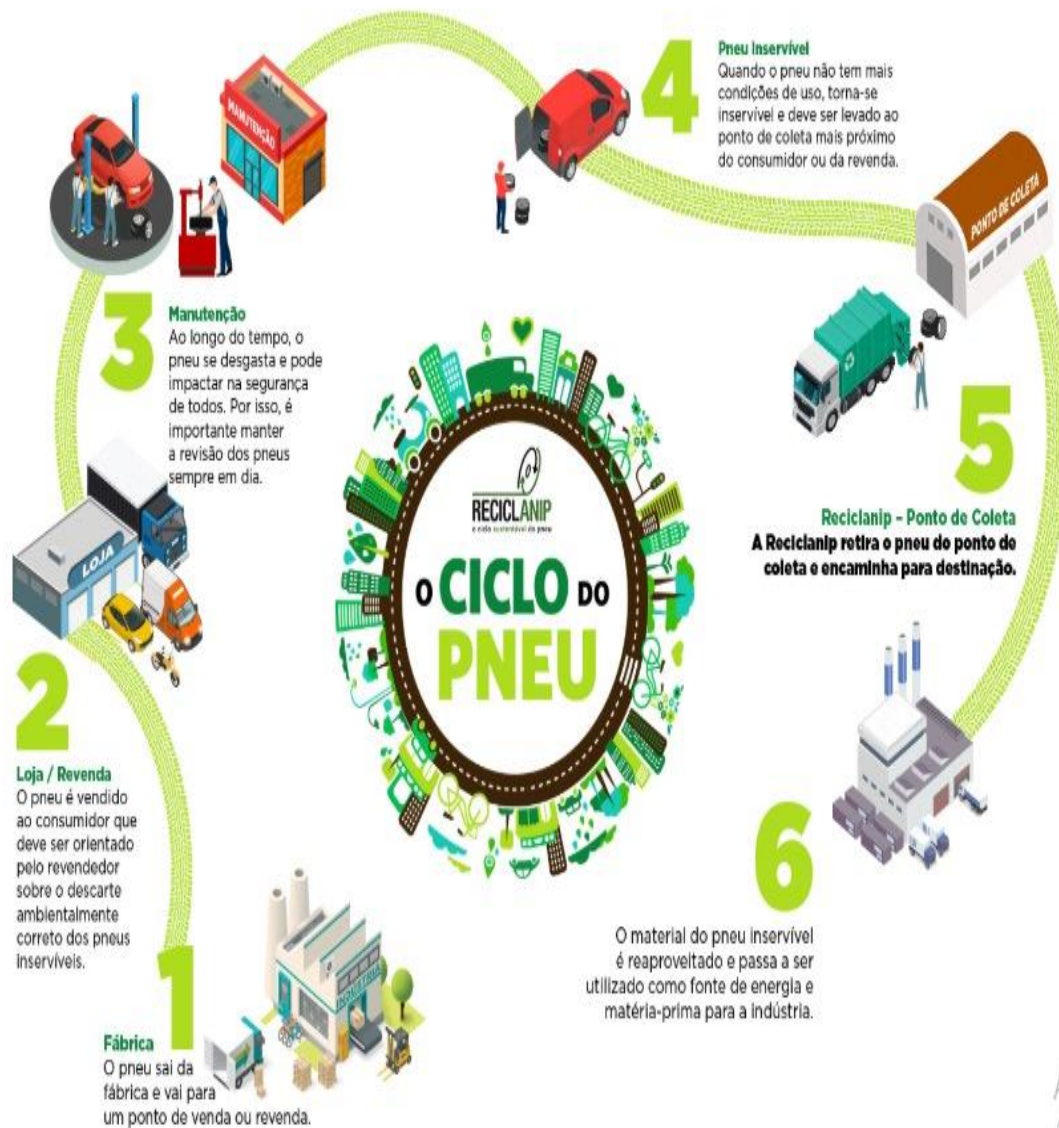 4
Pneu Inservível
Quando o pneu não tem mais
condições de uso, torna-se
inservível e deve ser levado ao
ponto de coleta mais próximo
do consumidor ou da revenda.
MANUTENÇÃO
PONTO DE COLETA
3
Manutenção
Ao longo do tempo, o
pneu se desgasta e pode
impactar na segurança
de todos. Por isso, é
importante manter
a revisão dos pneus
sempre em dia.
5
Reciclanip – Ponto de Coleta
A Reciclanip retira o pneu do ponto de
coleta e encaminha para destinação.
RECICLANIP
o ciclo sustentável do pneu
O CICLO DO
PNEU
LOJA
2
Loja / Revenda
O pneu é vendido
ao consumidor que
deve ser orientado
pelo revendedor
sobre o descarte
ambientalmente
correto dos pneus
inservíveis.
6
O material do pneu inservível
é reaproveitado e passa a ser
utilizado como fonte de energia e
matéria-prima para a indústria.
INDÚSTRIA
1
Fábrica
O pneu sai da
fábrica e vai para
um ponto de venda ou revenda.